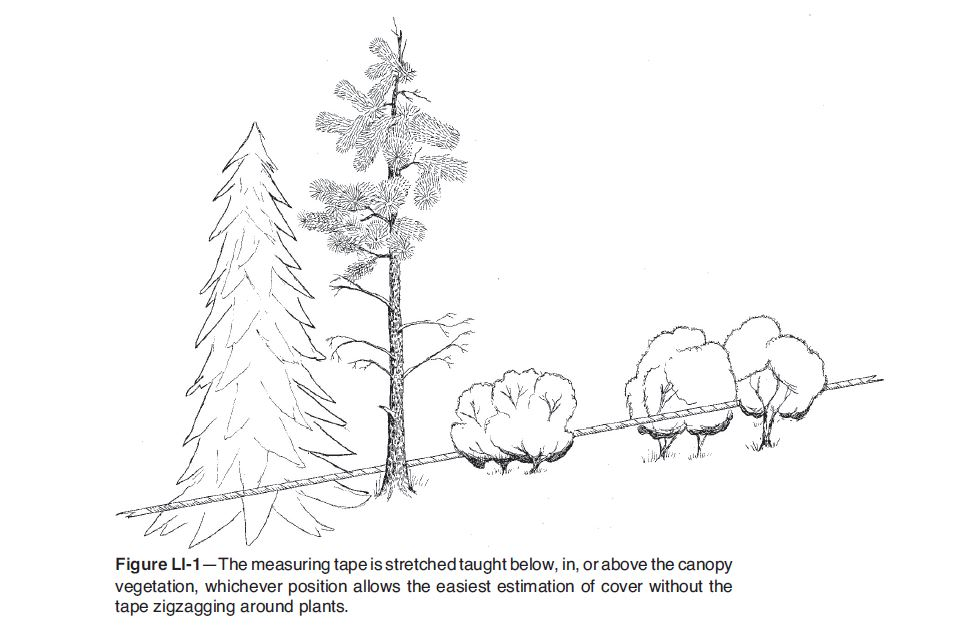 Figure LI-1—The measuring tape is stretched taught below, in, or above the canopy
vegetation, whichever position allows the easiest estimation of cover without the
tape zigzagging around plants.